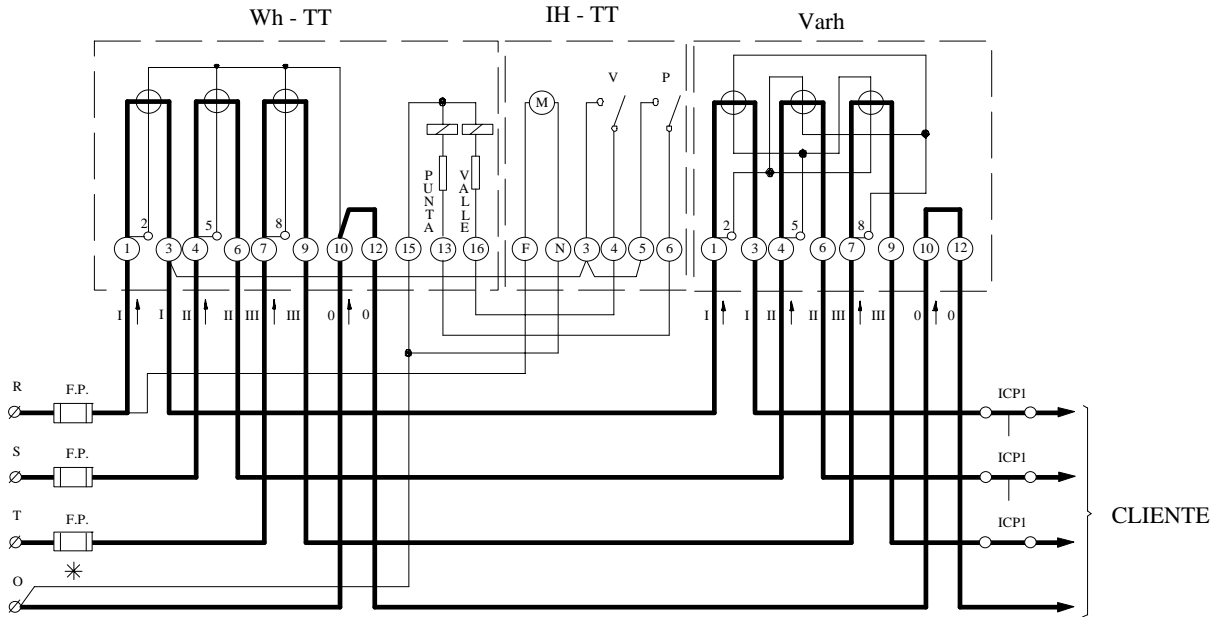 Wh - TT IH - TT Varh
V P
M
PUNTA VALLE
2 5 8 2 5 8
1 3 4 6 7 9 10 12 15 13 16 F N 3 4 5 6 1 3 4 6 7 9 10 12
I I II II III III 0 0 I I II II III III 0 0
R F.P. ICP1
S F.P. ICP1
T F.P. ICP1
CLIENTE
O